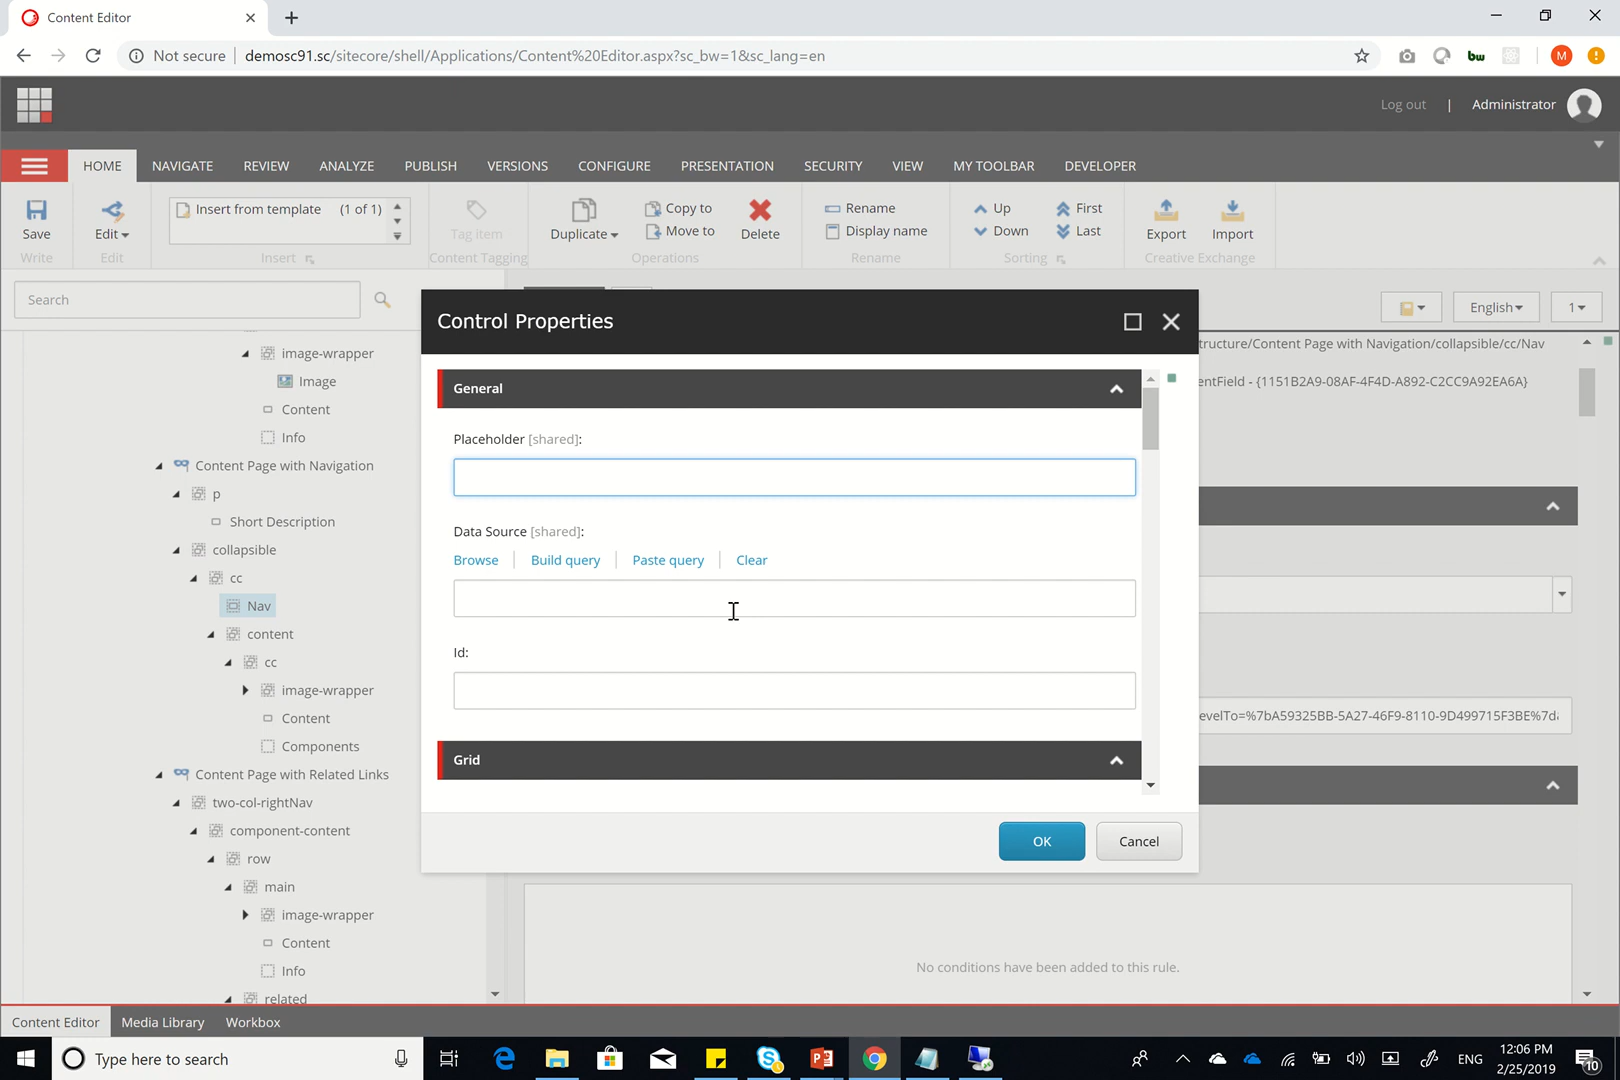 Content Editor
Not secure
demosc91.sc/sitecore/shell/Applications/Content%20Editor.aspx?sc_bw=1&sc_lang=en
bw
M
Log out | Administrator
HOME NAVIGATE REVIEW ANALYZE PUBLISH VERSIONS CONFIGURE PRESENTATION SECURITY VIEW MY TOOLBAR DEVELOPER
Save
Write
Edit
Edit
Insert from template (1 of 1)
Insert
Tag item
Content Tagging
Duplicate
Copy to
Move to
Delete
Operations
Rename
Display name
Rename
Up
Down
First
Last
Sorting
Export
Import
Creative Exchange
Search
English
1
image-wrapper
Image
Content
Info
Content Page with Navigation
p
Short Description
collapsible
cc
Nav
content
cc
image-wrapper
Content
Components
Content Page with Related Links
two-col-rightNav
component-content
row
main
image-wrapper
Content
Info
related
Control Properties
General
Placeholder [shared]:
Data Source [shared]:
Browse Build query Paste query Clear
Id:
Grid
OK
Cancel
tructure/Content Page with Navigation/collapsible/cc/Nav
entField - {1151B2A9-08AF-4F4D-A892-C2CC9A92EA6A}
evelTo=%7bA59325BB-5A27-46F9-8110-9D499715F3BE%7d
No conditions have been added to this rule.
Content Editor Media Library Workbox
Type here to search
ENG
12:06 PM
2/25/2019
10